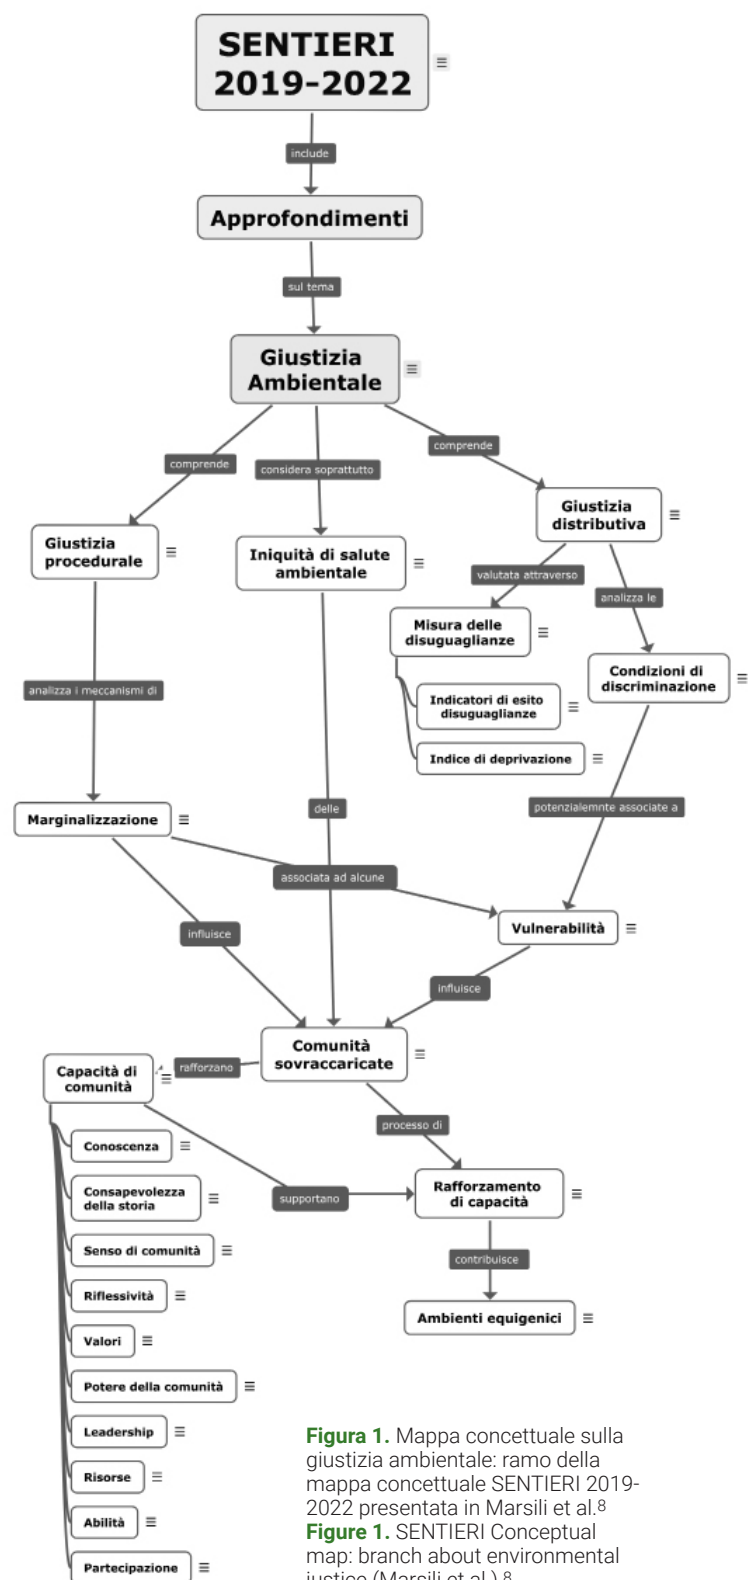 SENTIERI
2019-2022
include
Approfondimenti
sul tema
Giustizia
Ambientale
comprende
considera soprattutto
comprende
Giustizia
procedurale
Iniquità di salute
ambientale
Giustizia
distributiva
valutata attraverso
analizza le
Misura delle
disuguaglianze
Condizioni di
discriminazione
Indicatori di esito
disuguaglianze
Indice di deprivazione
analizza i meccanismi di
delle
potenzialemnte associate a
Marginalizzazione
associata ad alcune
Vulnerabilità
influisce
influisce
Comunità
sovraccaricate
rafforzano
Capacità di
comunità
processo di
Conoscenza
Consapevolezza
della storia
supportano
Rafforzamento
di capacità
Senso di comunità
contribuisce
Riflessività
Ambienti equigenici
Valori
Potere della comunità
Leadership
Risorse
Abilità
Partecipazione
Figura 1. Mappa concettuale sulla
giustizia ambientale: ramo della
mappa concettuale SENTIERI 2019-
2022 presentata in Marsili et al.8
Figure 1. SENTIERI Conceptual
map: branch about environmental
justice (Marsili et al.).8